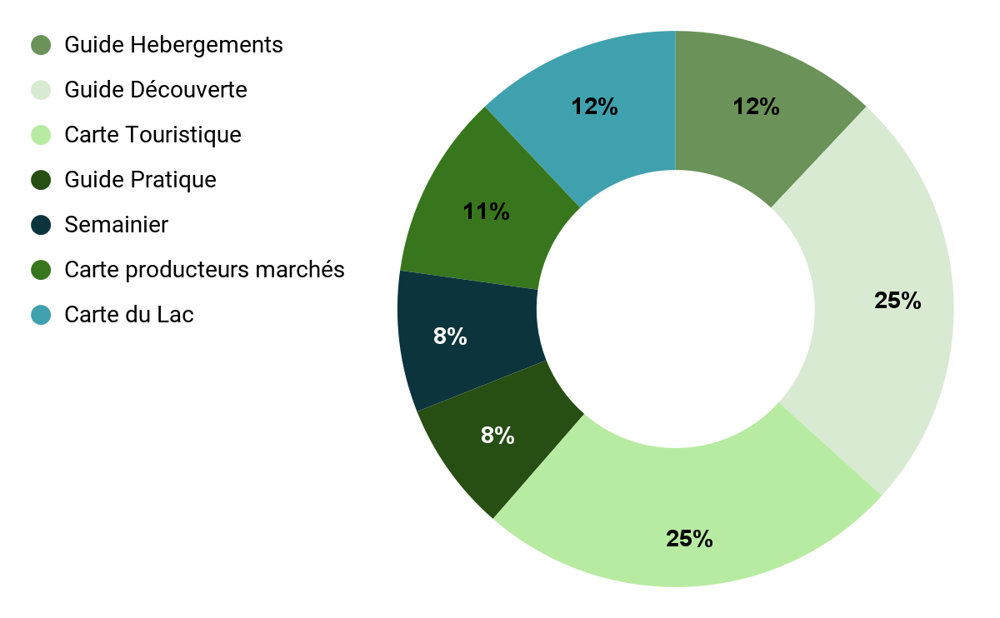 Guide Hebergements
Guide Découverte
Carte Touristique
Guide Pratique
Semainier
Carte producteurs marchés
Carte du Lac
12%
12%
11%
25%
8%
8%
25%